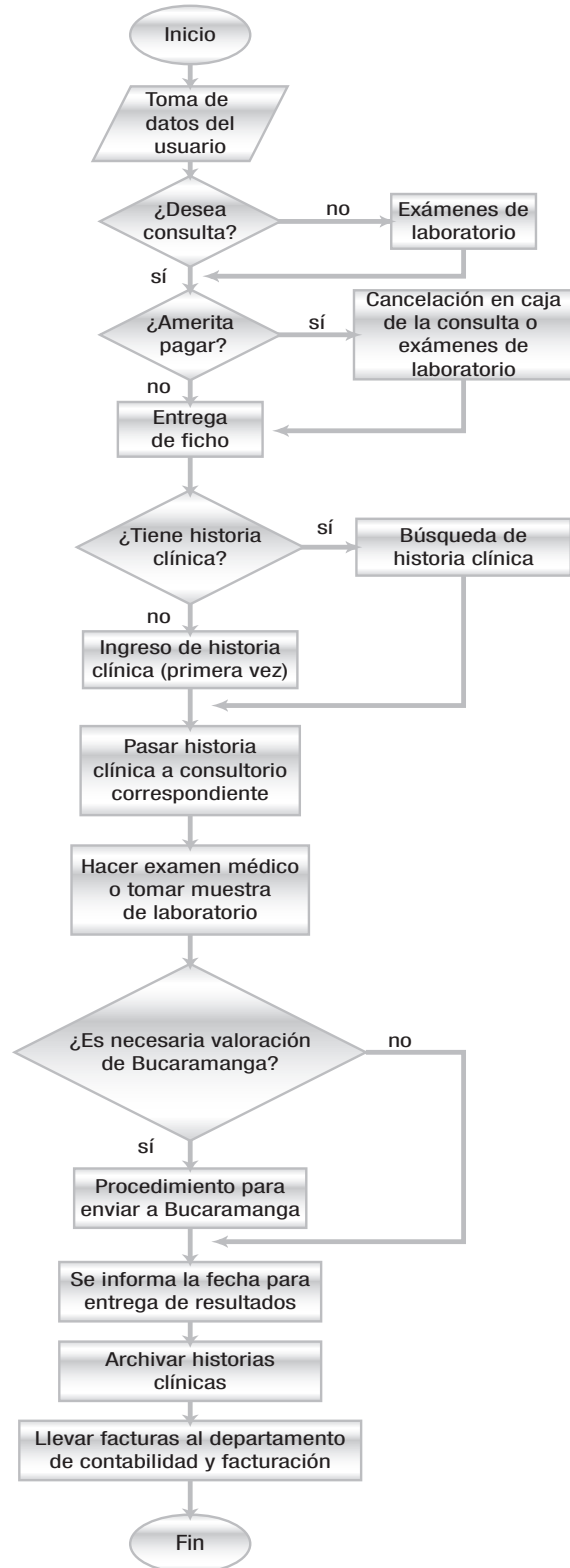 Inicio
Toma de
datos del
usuario
¿Desea
consulta?
no
Exámenes de
laboratorio
sí
¿Amerita
pagar?
sí
Cancelación en caja
de la consulta o
exámenes de
laboratorio
no
Entrega
de ficho
¿Tiene historia
clínica?
sí
Búsqueda de
historia clínica
no
Ingreso de historia
clínica (primera vez)
Pasar historia
clínica a consultorio
correspondiente
Hacer examen médico
o tomar muestra
de laboratorio
¿Es necesaria valoración
de Bucaramanga?
no
sí
Procedimiento para
enviar a Bucaramanga
Se informa la fecha para
entrega de resultados
Archivar historias
clínicas
Llevar facturas al departamento
de contabilidad y facturación
Fin